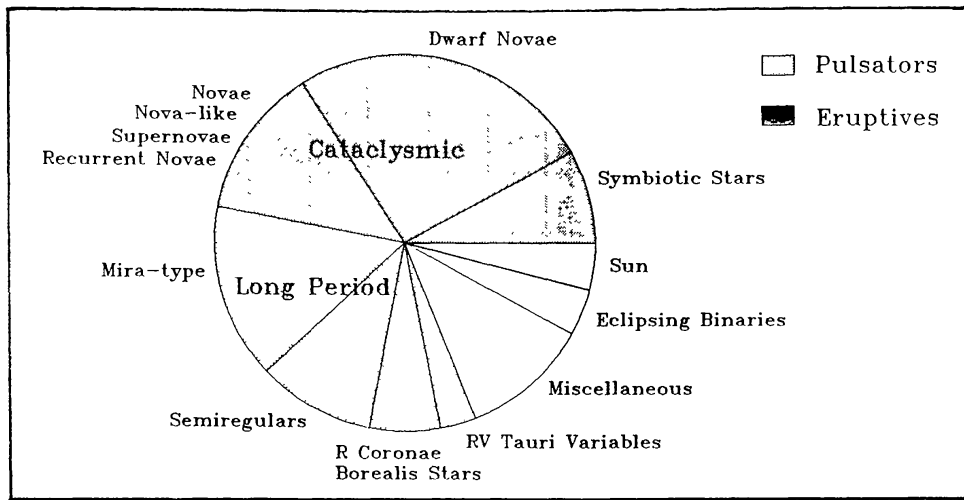 Dwarf Novae
Pulsators
Eruptives
Novae
Nova-like
Supernovae
Recurrent Novae
Cataclysmic
Symbiotic Stars
Mira-type
Long Period
Sun
Eclipsing Binaries
Miscellaneous
Semiregulars
RV Tauri Variables
R Coronae
Borealis Stars